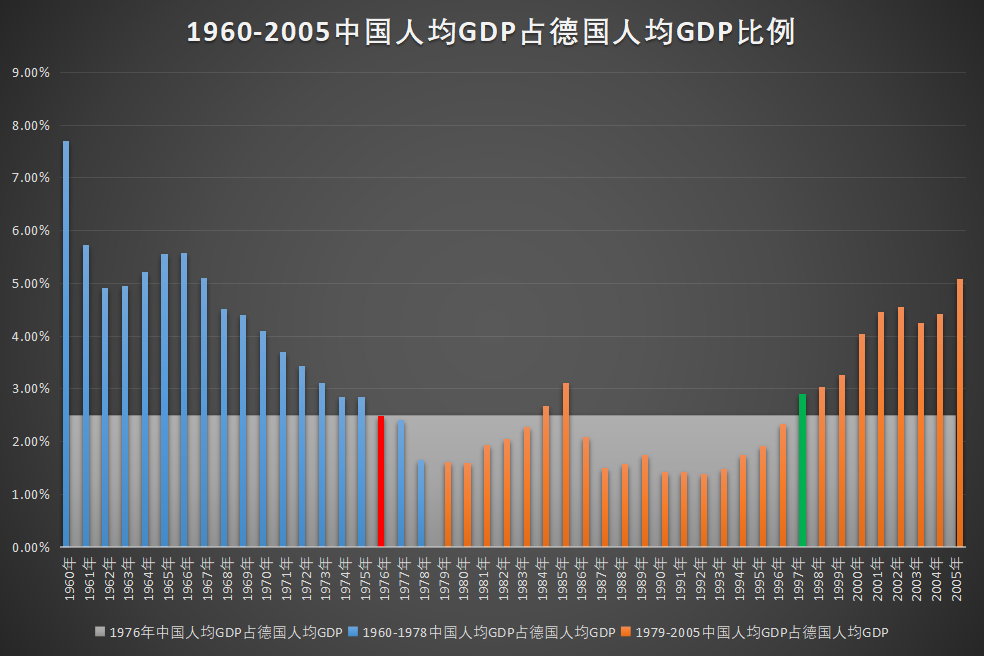 1960-2005中国人均GDP占德国人均GDP比例
9.00%
8.00%
7.00%
6.00%
5.00%
4.00%
3.00%
2.00%
1.00%
0.00%
1960年
1961年
1962年
1963年
1964年
1965年
1966年
1967年
1968年
1969年
1970年
1971年
1972年
1973年
1974年
1975年
1976年
1977年
1978年
1979年
1980年
1981年
1982年
1983年
1984年
1985年
1986年
1987年
1988年
1989年
1990年
1991年
1992年
1993年
1994年
1995年
1996年
1997年
1998年
1999年
2000年
2001年
2002年
2003年
2004年
2005年
1976年中国人均GDP占德国人均GDP 1960-1978中国人均GDP占德国人均GDP 1979-2005中国人均GDP占德国人均GDP